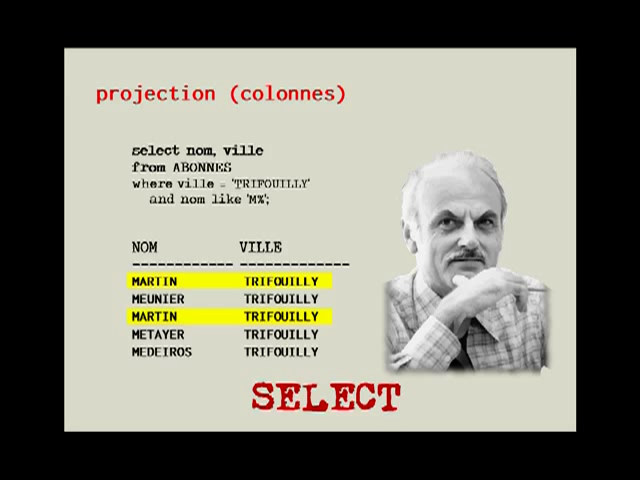 projection (colonnes)
select nom, ville
from ABONNES
where ville = 'TRIFOUILLY'
and nom like 'M%';
NOM VILLE
------------ -------------
MARTIN TRIFOUILLY
MEUNIER TRIFOUILLY
MARTIN TRIFOUILLY
METAYER TRIFOUILLY
MEDEIROS TRIFOUILLY
SELECT